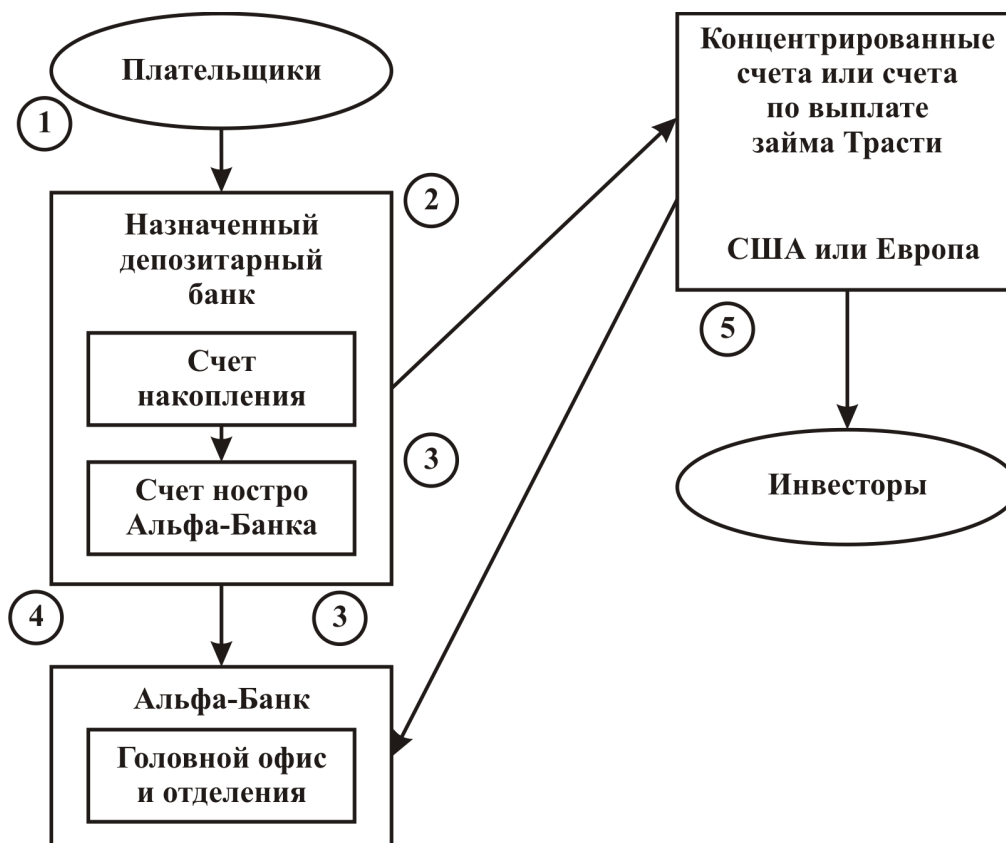 Плательщики
1
2
Назначенный
депозитарный
банк
Счет
накопления
3
Счет ностро
Альфа-Банка
4
3
Альфа-Банк
Головной офис
и отделения
Концентрированные
счета или счета
по выплате
займа Трасти
США или Европа
5
Инвесторы